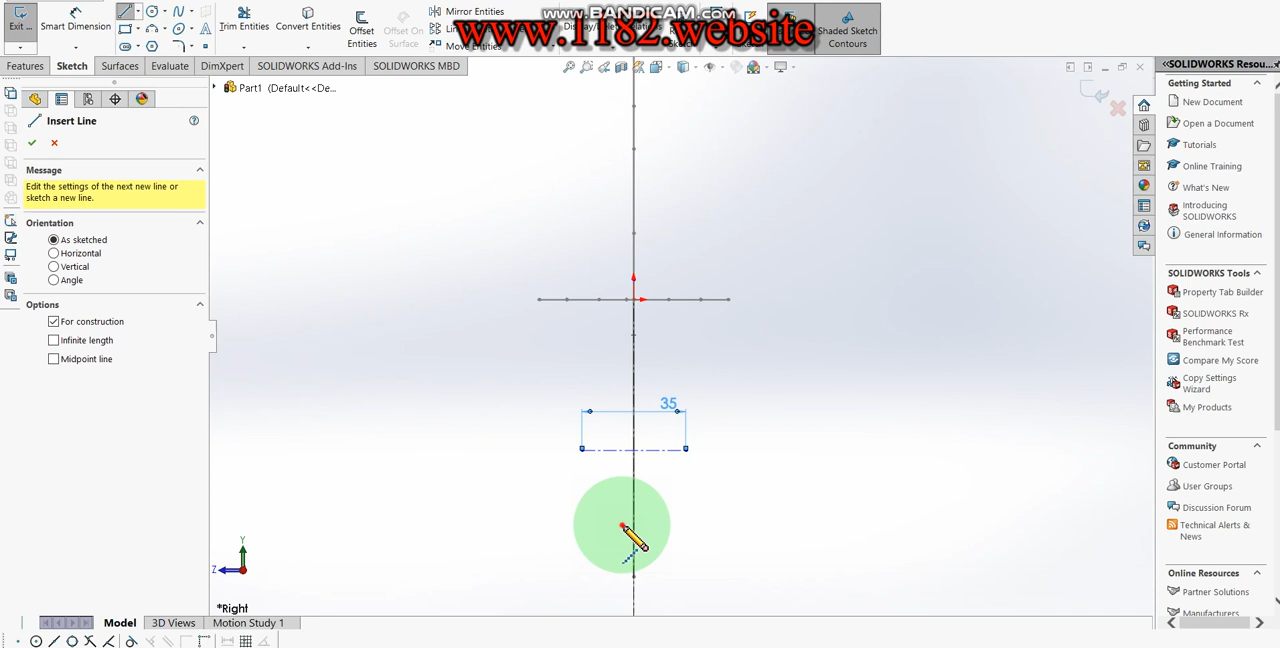 www.BANDICAM.com
www.1182.website
Exit ...
Smart Dimension
Trim Entities
Convert Entities
Offset
Entities
Offset On
Surface
Mirror Entities
Move Entities
Shaded Sketch
Contours
Features
Sketch
Surfaces
Evaluate
DimXpert
SOLIDWORKS Add-Ins
SOLIDWORKS MBD
Part1 (Default<<De...
Insert Line
Message
Edit the settings of the next new line or
sketch a new line.
Orientation
As sketched
Horizontal
Vertical
Angle
Options
For construction
Infinite length
Midpoint line
35
Y
Z
*Right
Model
3D Views
Motion Study 1
SOLIDWORKS Resou...
Getting Started
New Document
Open a Document
Tutorials
Online Training
What's New
Introducing
SOLIDWORKS
General Information
SOLIDWORKS Tools
Property Tab Builder
SOLIDWORKS Rx
Performance
Benchmark Test
Compare My Score
Copy Settings
Wizard
My Products
Community
Customer Portal
User Groups
Discussion Forum
Technical Alerts &
News
Online Resources
Partner Solutions
Manufacturers